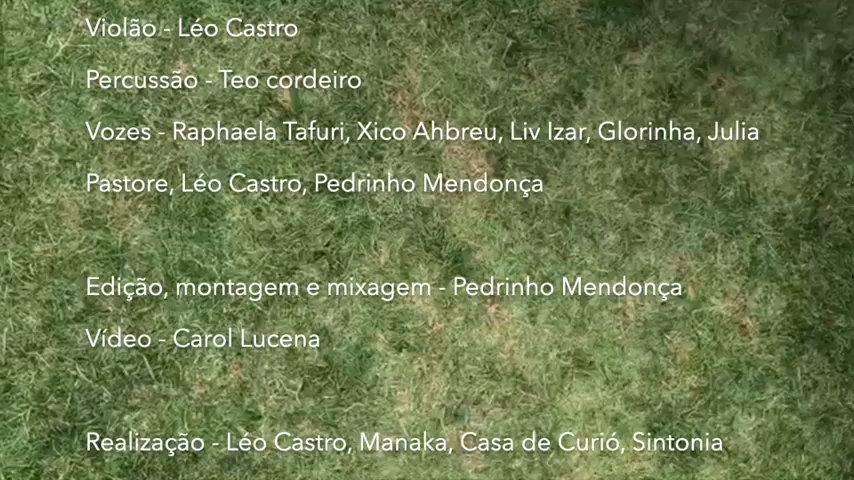 Violão - Léo Castro
Percussão - Teo cordeiro
Vozes - Raphaela Tafuri, Xico Ahbreu, Liv Izar, Glorinha, Julia
Pastore, Léo Castro, Pedrinho Mendonça
Edição, montagem e mixagem - Pedrinho Mendonça
Vídeo - Carol Lucena
Realização - Léo Castro, Manaka, Casa de Curió, Sintonia